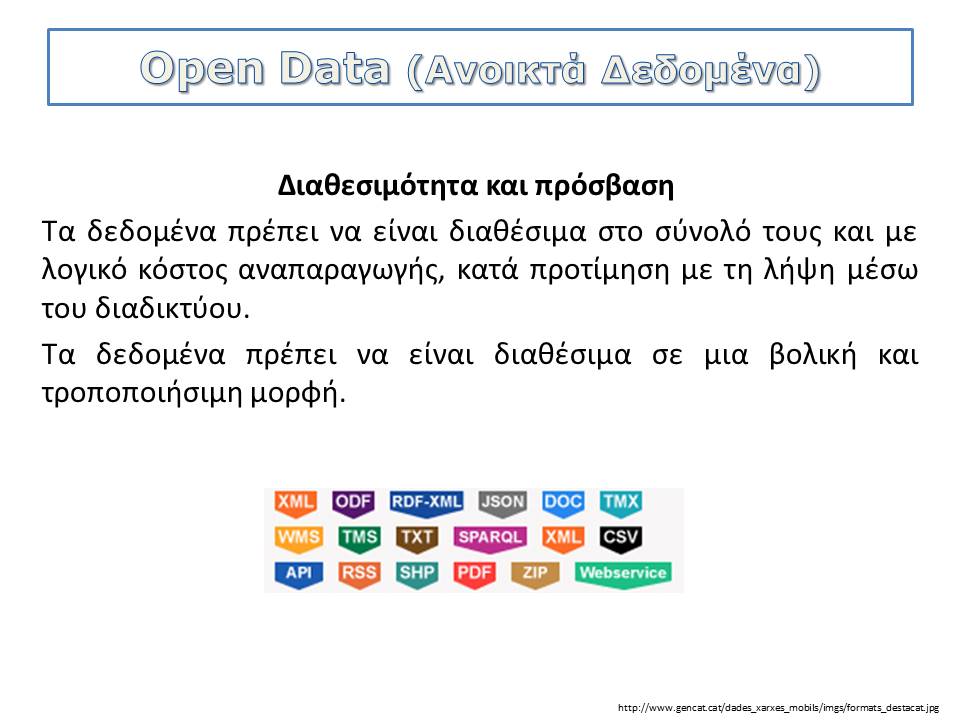 Open Data (Ανοικτά Δεδομένα)
Διαθεσιμότητα και πρόσβαση
Τα δεδομένα πρέπει να είναι διαθέσιμα στο σύνολό τους και με
λογικό κόστος αναπαραγωγής, κατά προτίμηση με τη λήψη μέσω
του διαδικτύου.
Τα δεδομένα πρέπει να είναι διαθέσιμα σε μια βολική και
τροποποιήσιμη μορφή.
XML ODF RDF-XML JSON DOC TMX
WMS TMS TXT SPARQL XML CSV
API RSS SHP PDF ZIP Webservice
http://www.gencat.cat/dades_xarxes_mobils/imgs/formats_destacat.jpg